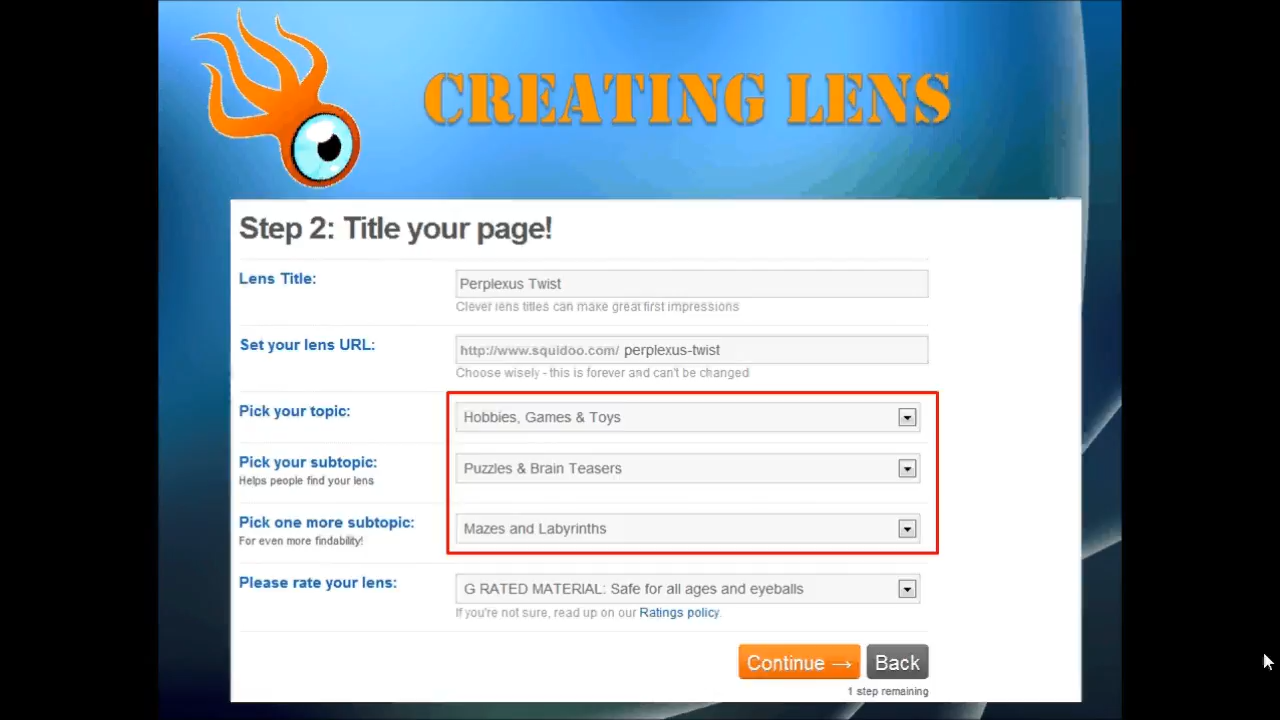 CREATING LENS
Step 2: Title your page!
Lens Title:
Perplexus Twist
Clever lens titles can make great first impressions
Set your lens URL:
http://www.squidoo.com/ perplexus-twist
Choose wisely - this is forever and can't be changed
Pick your topic:
Hobbies, Games & Toys
Pick your subtopic:
Puzzles & Brain Teasers
Helps people find your lens
Pick one more subtopic:
Mazes and Labyrinths
For even more findability!
Please rate your lens:
G RATED MATERIAL: Safe for all ages and eyeballs
If you're not sure, read up on our Ratings policy.
Continue →
Back
1 step remaining